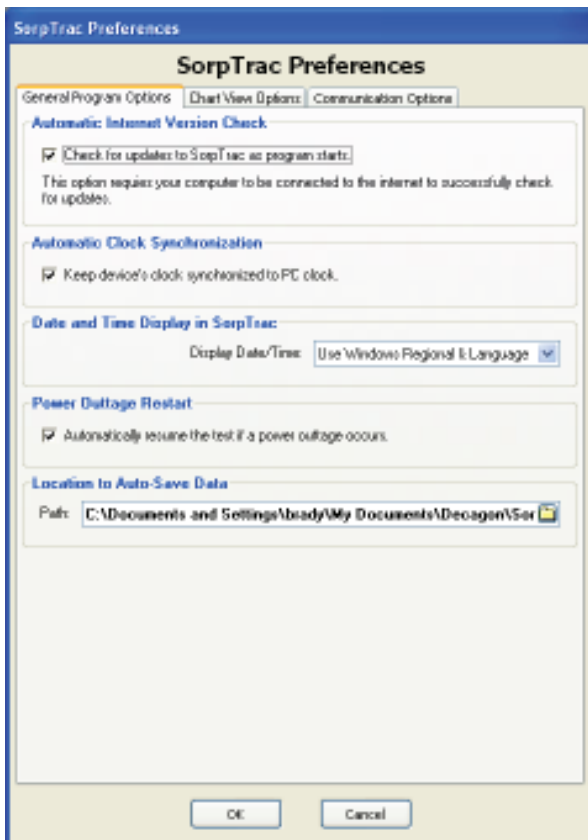 SorpTrac Preferences
SorpTrac Preferences
General Program Options Chart View Options Communication Options
Automatic Internet Version Check
Check for updates to SorpTrac as program starts.
This option requires your computer to be connected to the internet to successfully check
for updates.
Automatic Clock Synchronization
Keep device's clock synchronized to PC clock.
Date and Time Display in SorpTrac
Display Date/Time: Use Windows Regional & Language
Power Outtage Restart
Automatically resume the test if a power outtage occurs.
Location to Auto-Save Data
Path: C:\Documents and Settings\brady\My Documents\Decagon\Sor
OK Cancel